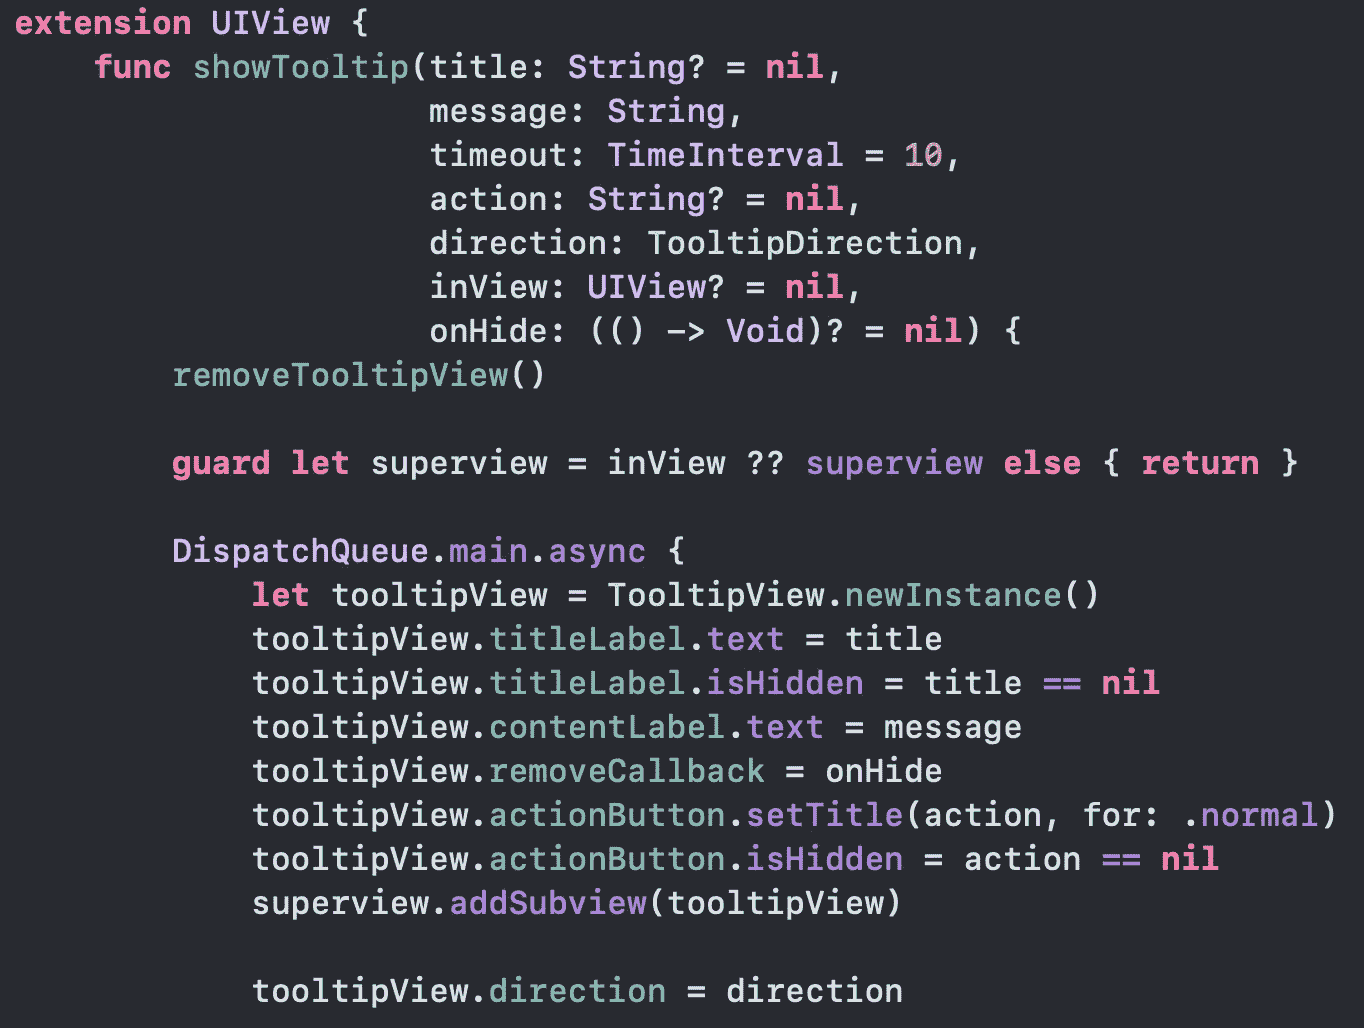 extension UIView {
    func showTooltip(title: String? = nil,
                     message: String,
                     timeout: TimeInterval = 10,
                     action: String? = nil,
                     direction: TooltipDirection,
                     inView: UIView? = nil,
                     onHide: (() -> Void)? = nil) {
        removeTooltipView()

        guard let superview = inView ?? superview else { return }

        DispatchQueue.main.async {
            let tooltipView = TooltipView.newInstance()
            tooltipView.titleLabel.text = title
            tooltipView.titleLabel.isHidden = title == nil
            tooltipView.contentLabel.text = message
            tooltipView.removeCallback = onHide
            tooltipView.actionButton.setTitle(action, for: .normal)
            tooltipView.actionButton.isHidden = action == nil
            superview.addSubview(tooltipView)

            tooltipView.direction = direction